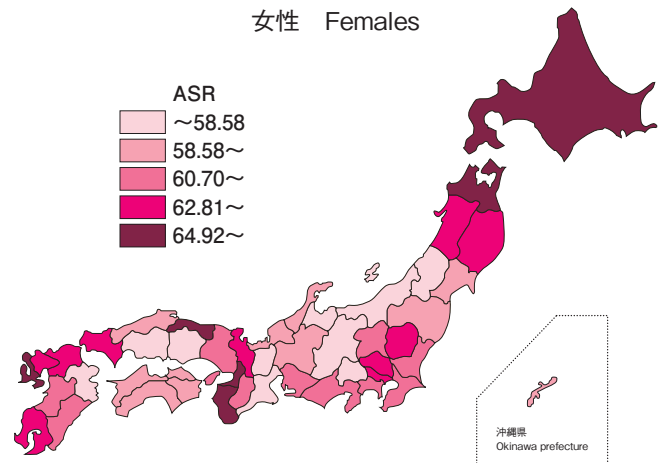 女性　Females
ASR
～58.58
58.58～
60.70～
62.81～
64.92～
沖縄県
Okinawa prefecture